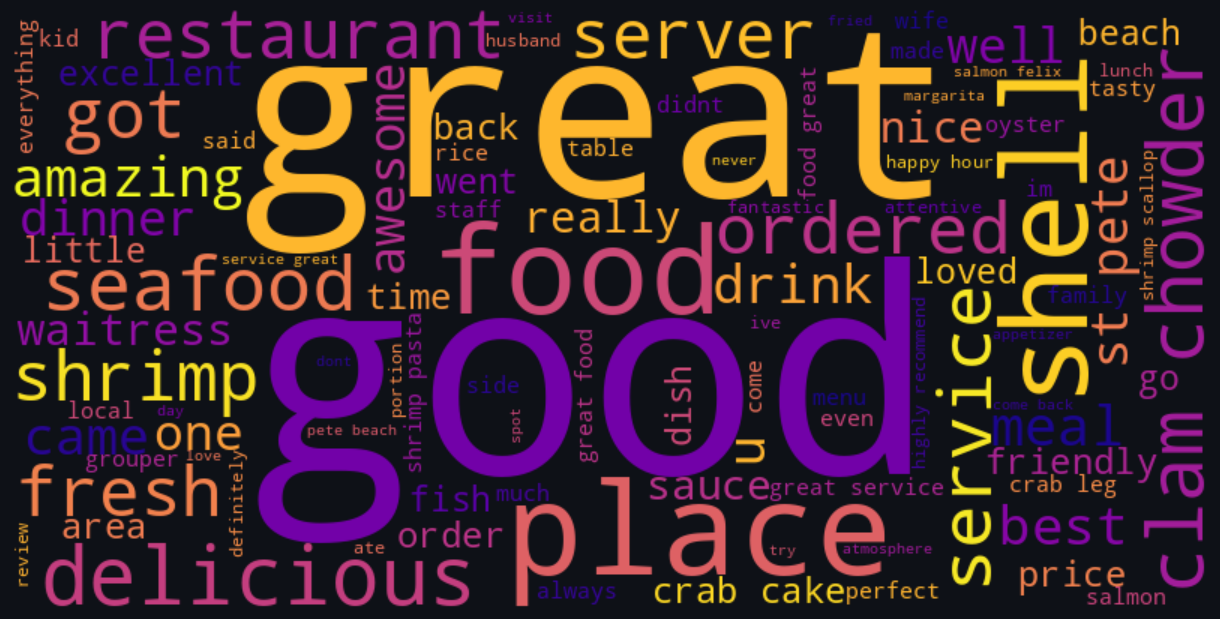 everything
kid
restaurant
visit
husband
server
fried
wife
made
well
beach
excellent
great
salmon felix
lunch
tasty
margarita
got
said
awesome
back
rice
table
didnt
never
food great
nice
oyster
happy hour
shell
chowder
amazing
went
staff
really
fantastic
attentive
im
st pete
shrimp scallop
dinner
little
service great
seafood
time
food
ordered
drink
loved
family
appetizer
waitress
good
ive
shrimp
dont
portion
shrimp pasta
side
spot
great food
dish
come
u
menu
even
highly recommend
service
go
come back
meal
local
day
came
one
pete beach
grouper
love
definitely
friendly
crab leg
clam
fresh
fish
much
sauce
great service
area
order
place
best
review
ate
try
atmosphere
delicious
always
crab cake
perfect
price
salmon